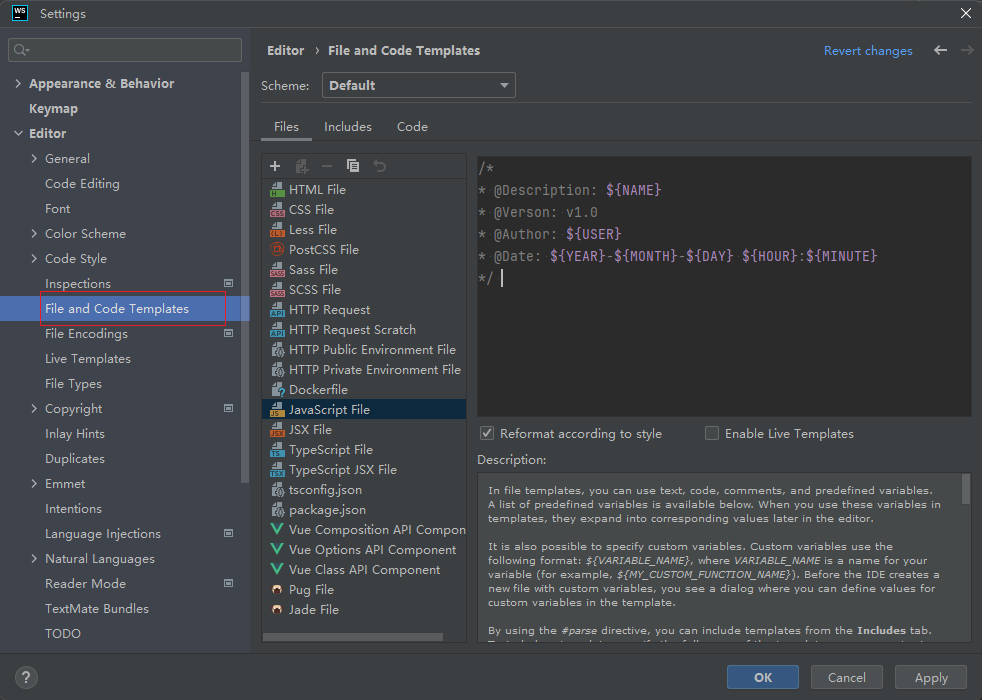 WS
Settings
Appearance & Behavior
Keymap
Editor
General
Code Editing
Font
Color Scheme
Code Style
Inspections
File and Code Templates
File Encodings
Live Templates
File Types
Copyright
Inlay Hints
Duplicates
Emmet
Intentions
Language Injections
Natural Languages
Reader Mode
TextMate Bundles
TODO
Editor › File and Code Templates
Revert changes
Scheme: Default
Files Includes Code
HTML File
CSS File
Less File
PostCSS File
Sass File
SCSS File
HTTP Request
HTTP Request Scratch
HTTP Public Environment File
HTTP Private Environment File
Dockerfile
JavaScript File
JSX File
TypeScript File
TypeScript JSX File
tsconfig.json
package.json
Vue Composition API Compon
Vue Options API Component
Vue Class API Component
Pug File
Jade File
/*
* @Description: ${NAME}
* @Verson: v1.0
* @Author: ${USER}
* @Date: ${YEAR}-${MONTH}-${DAY} ${HOUR}:${MINUTE}
*/
Reformat according to style
Enable Live Templates
Description:
In file templates, you can use text, code, comments, and predefined variables.
A list of predefined variables is available below. When you use these variables in
templates, they expand into corresponding values later in the editor.
It is also possible to specify custom variables. Custom variables use the
following format: ${VARIABLE_NAME}, where VARIABLE_NAME is a name for your
variable (for example, ${MY_CUSTOM_FUNCTION_NAME}). Before the IDE creates a
new file with custom variables, you see a dialog where you can define values for
custom variables in the template.
By using the #parse directive, you can include templates from the Includes tab.
?
OK
Cancel
Apply